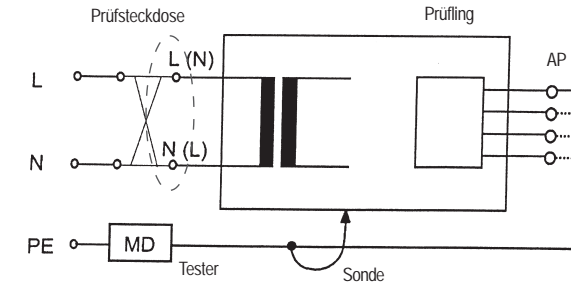 Prüfsteckdose
Prüfling
L
L (N)
AP
N
N (L)
PE
MD
Tester
Sonde